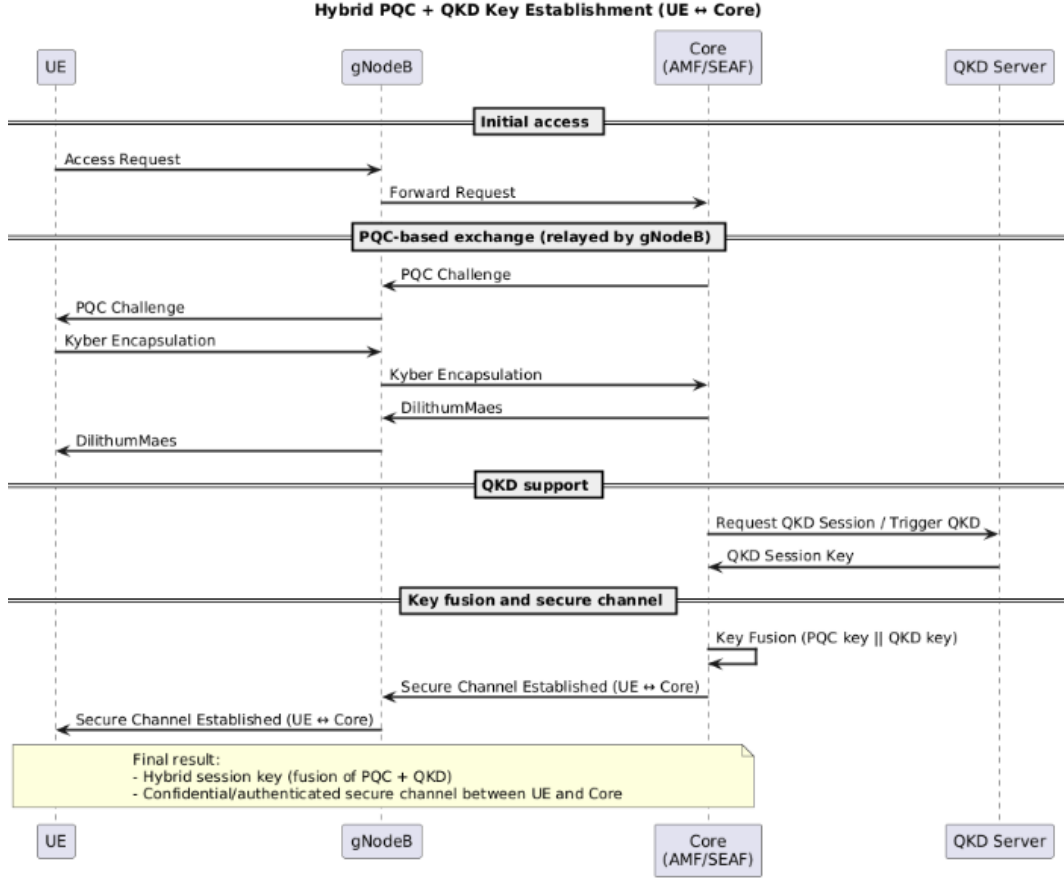 Hybrid PQC + QKD Key Establishment (UE ↔ Core)
UE
gNodeB
Core
(AMF/SEAF)
QKD Server
Initial access
Access Request
Forward Request
PQC-based exchange (relayed by gNodeB)
PQC Challenge
PQC Challenge
Kyber Encapsulation
Kyber Encapsulation
DilithumMaes
DilithumMaes
QKD support
Request QKD Session / Trigger QKD
QKD Session Key
Key fusion and secure channel
Key Fusion (PQC key || QKD key)
Secure Channel Established (UE ↔ Core)
Secure Channel Established (UE ↔ Core)
Final result:
- Hybrid session key (fusion of PQC + QKD)
- Confidential/authenticated secure channel between UE and Core
UE
gNodeB
Core
(AMF/SEAF)
QKD Server